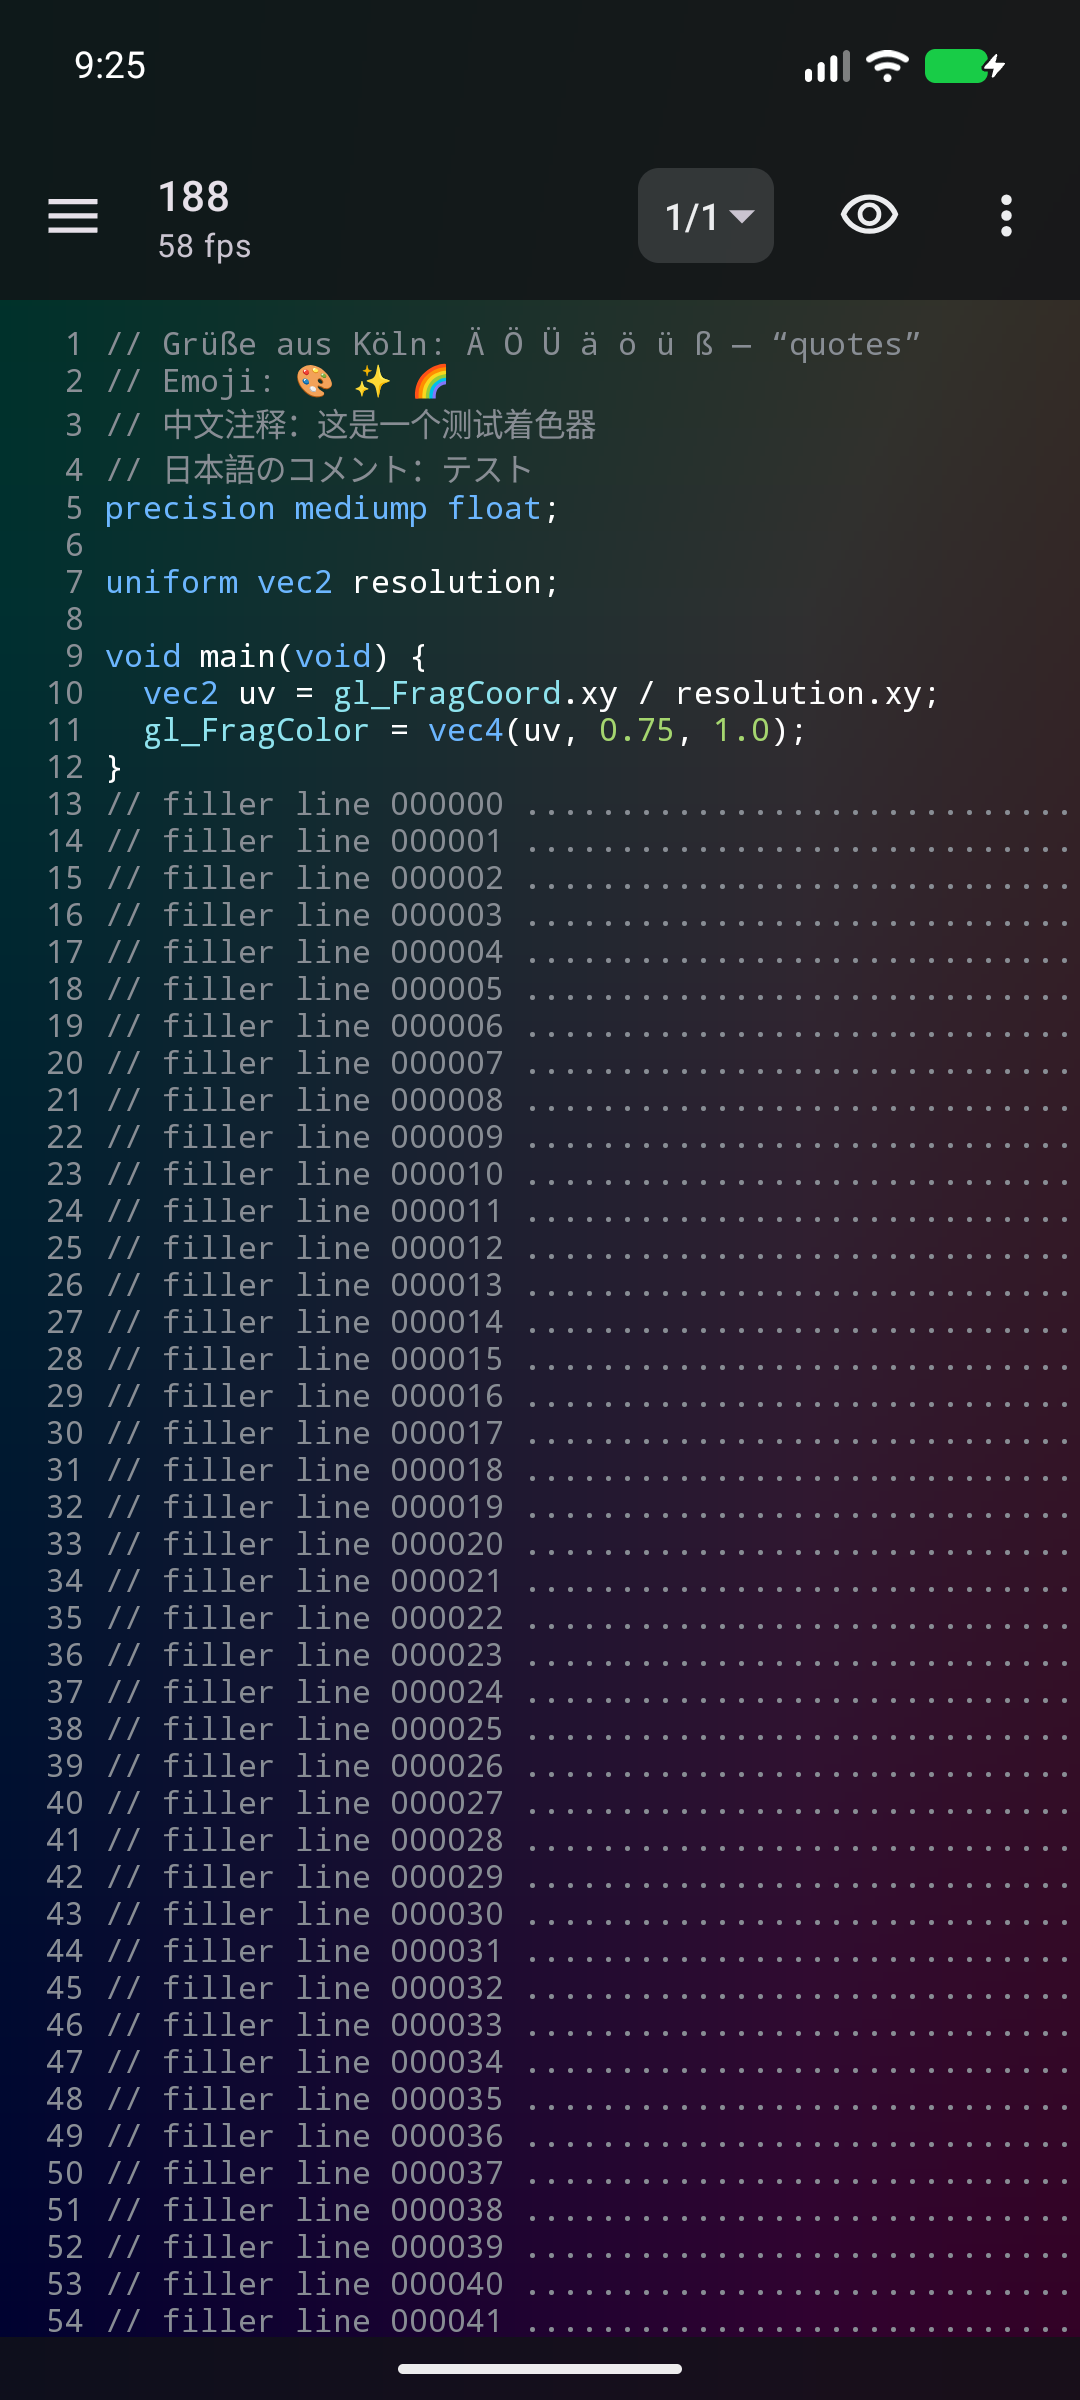 9:25
188
58 fps
1/1
1 // Grüße aus Köln: Ä Ö Ü ä ö ü ß – “quotes”
2 // Emoji: 🎨 ✨ 🌈
3 // 中文注释：这是一个测试着色器
4 // 日本語のコメント：テスト
5 precision mediump float;
6
7 uniform vec2 resolution;
8
9 void main(void) {
10   vec2 uv = gl_FragCoord.xy / resolution.xy;
11   gl_FragColor = vec4(uv, 0.75, 1.0);
12 }
13 // filler line 000000 .............................
14 // filler line 000001 .............................
15 // filler line 000002 .............................
16 // filler line 000003 .............................
17 // filler line 000004 .............................
18 // filler line 000005 .............................
19 // filler line 000006 .............................
20 // filler line 000007 .............................
21 // filler line 000008 .............................
22 // filler line 000009 .............................
23 // filler line 000010 .............................
24 // filler line 000011 .............................
25 // filler line 000012 .............................
26 // filler line 000013 .............................
27 // filler line 000014 .............................
28 // filler line 000015 .............................
29 // filler line 000016 .............................
30 // filler line 000017 .............................
31 // filler line 000018 .............................
32 // filler line 000019 .............................
33 // filler line 000020 .............................
34 // filler line 000021 .............................
35 // filler line 000022 .............................
36 // filler line 000023 .............................
37 // filler line 000024 .............................
38 // filler line 000025 .............................
39 // filler line 000026 .............................
40 // filler line 000027 .............................
41 // filler line 000028 .............................
42 // filler line 000029 .............................
43 // filler line 000030 .............................
44 // filler line 000031 .............................
45 // filler line 000032 .............................
46 // filler line 000033 .............................
47 // filler line 000034 .............................
48 // filler line 000035 .............................
49 // filler line 000036 .............................
50 // filler line 000037 .............................
51 // filler line 000038 .............................
52 // filler line 000039 .............................
53 // filler line 000040 .............................
54 // filler line 000041 .............................